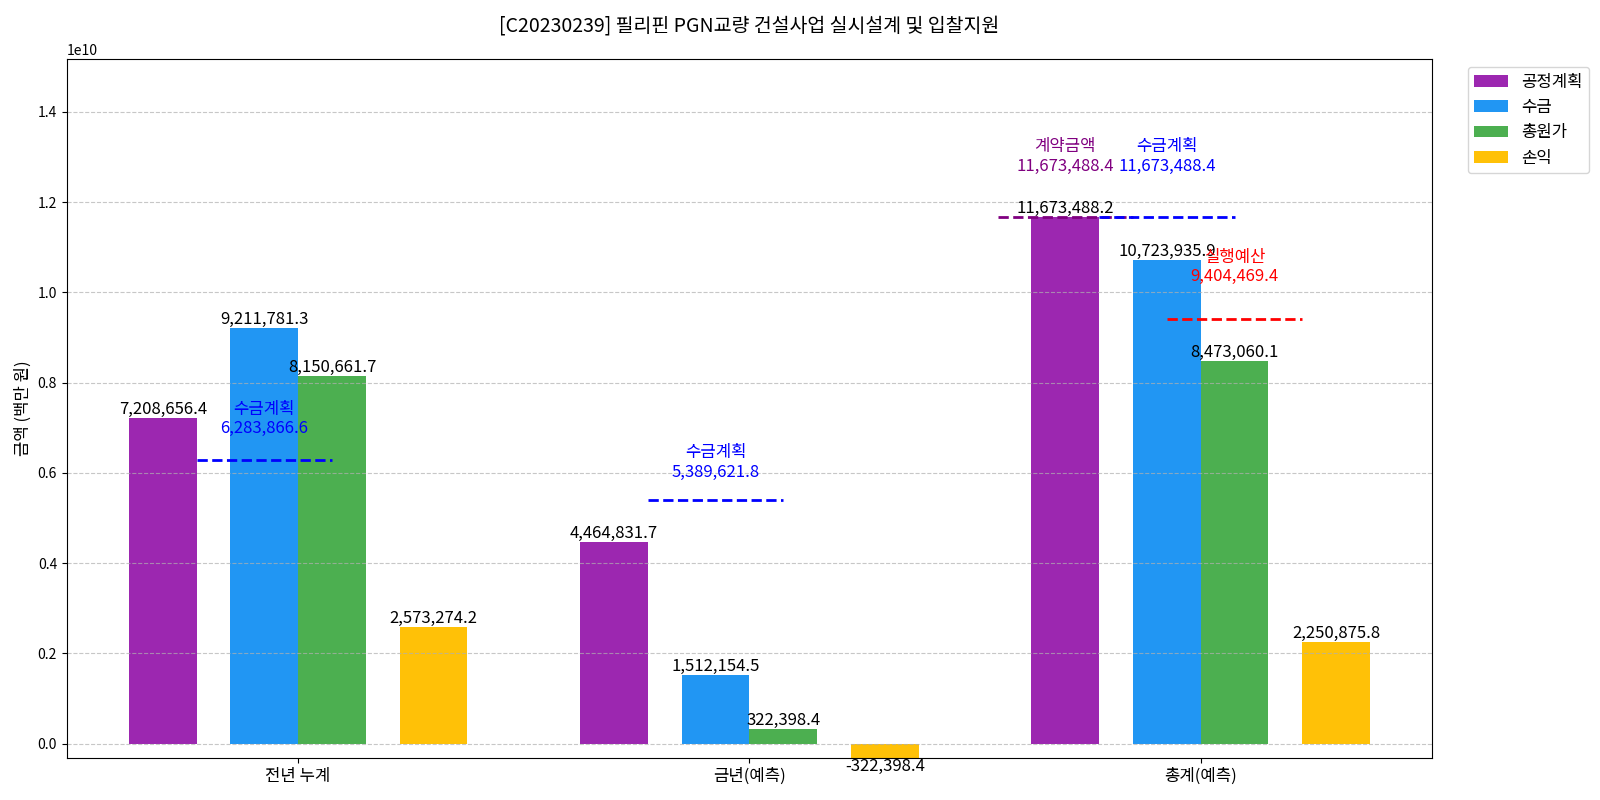 [C20230239] 필리핀 PGN교량 건설사업 실시설계 및 입찰지원
1e10
1.4
1.2
1.0
0.8
0.6
0.4
0.2
0.0
금액 (백만 원)
공정계획
수금
총원가
손익
7,208,656.4
9,211,781.3
8,150,661.7
수금계획
6,283,866.6
2,573,274.2
수금계획
5,389,621.8
4,464,831.7
1,512,154.5
322,398.4
-322,398.4
계약금액
11,673,488.4
수금계획
11,673,488.4
11,673,488.2
10,723,935.9
실행예산
9,404,469.4
8,473,060.1
2,250,875.8
전년 누계
금년(예측)
총계(예측)